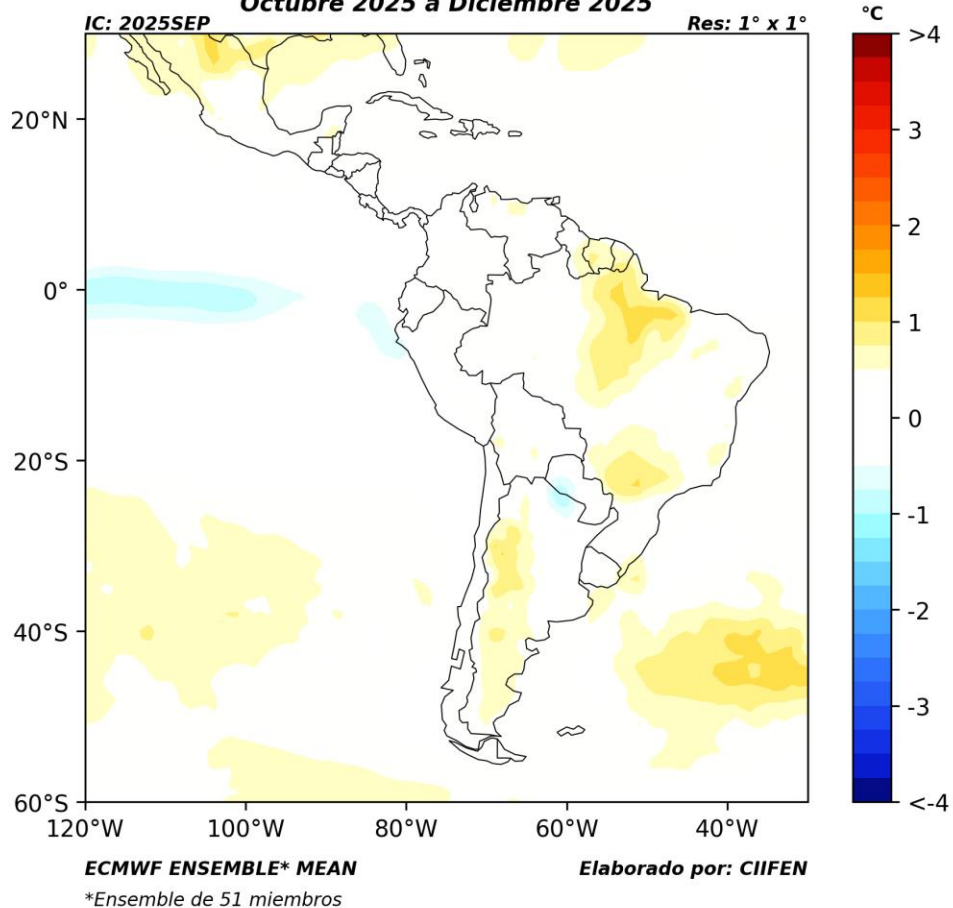 Octubre 2025 a Diciembre 2025
IC: 2025SEP
Res: 1° x 1°
°C
>4
3
2
1
0
-1
-2
-3
<-4
20°N
0°
20°S
40°S
60°S
120°W
100°W
80°W
60°W
40°W
ECMWF ENSEMBLE* MEAN
Elaborado por: CIIFEN
*Ensemble de 51 miembros